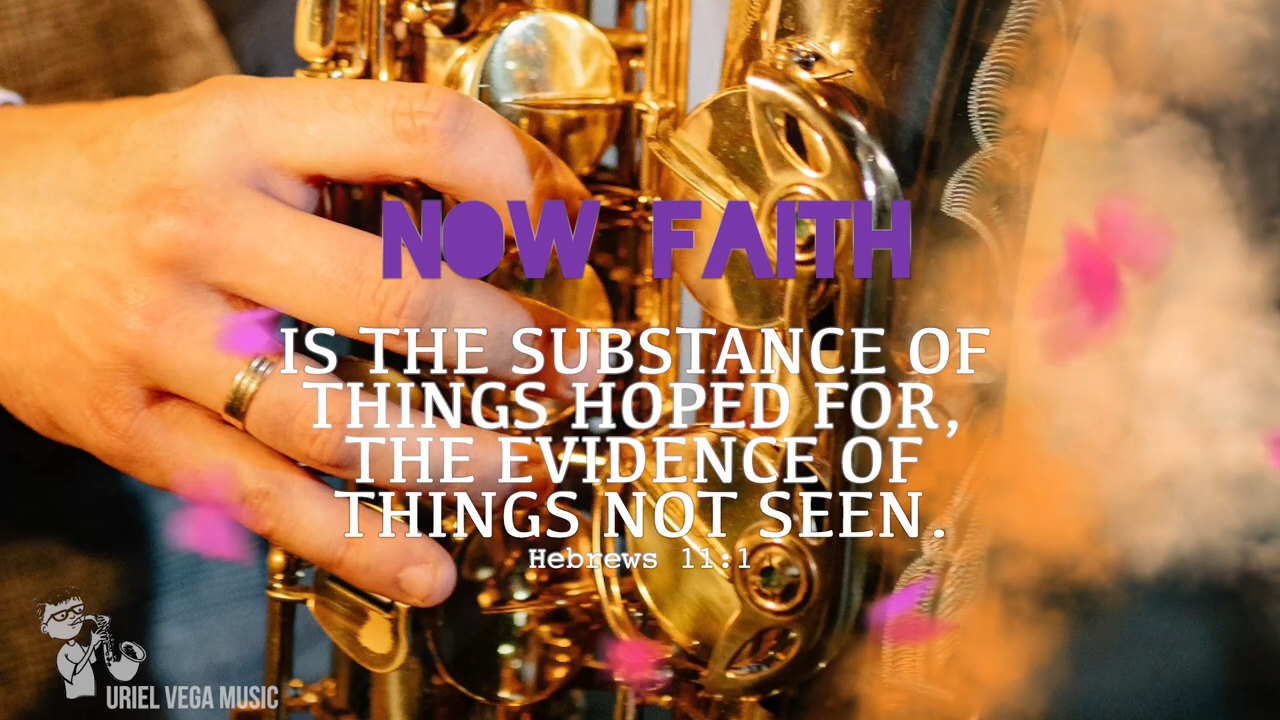 NOW FAITH
IS THE SUBSTANCE OF
THINGS HOPED FOR,
THE EVIDENCE OF
THINGS NOT SEEN.
Hebrews 11:1
URIEL VEGA MUSIC